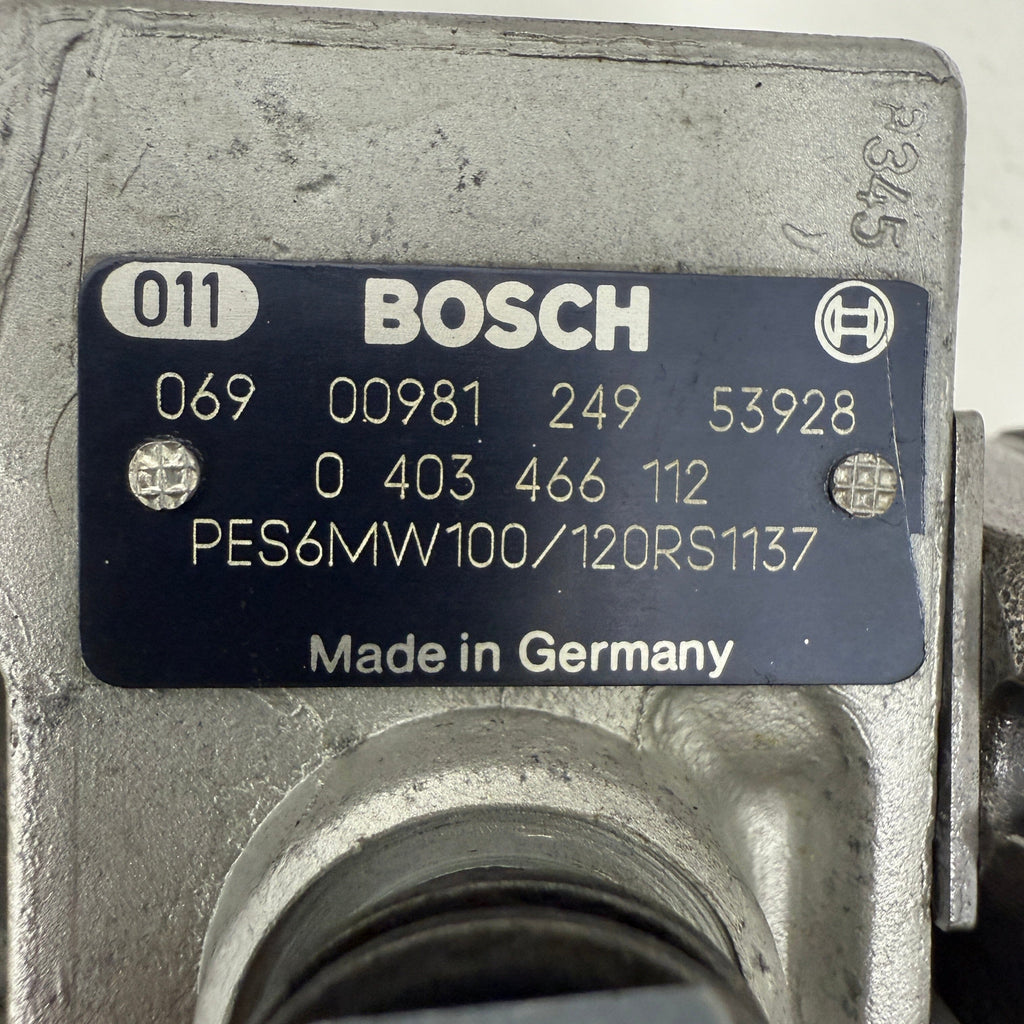 011 BOSCH
069 00981 249 53928
0 403 466 112
PES6MW100/120RS1137
Made in Germany
345